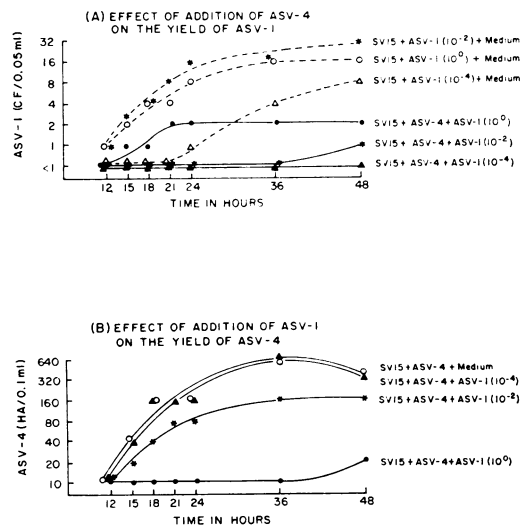 (A) EFFECT OF ADDITION OF ASV-4
ON THE YIELD OF ASV-1
ASV-1 (CF/0.05ml)
32
16
8
4
2
1
<1
12
15
18
21
24
36
48
TIME IN HOURS
SV15 + ASV-1 (10⁻²) + Medium
SV15 + ASV-1 (10⁰) + Medium
SV15 + ASV-1 (10⁻⁴) + Medium
SV15 + ASV-4 + ASV-1 (10⁰)
SV15 + ASV-4 + ASV-1 (10⁻²)
SV15 + ASV-4 + ASV-1 (10⁻⁴)
(B) EFFECT OF ADDITION OF ASV-1
ON THE YIELD OF ASV-4
ASV-4 (HA/0.1ml)
640
320
160
80
40
20
10
12
15
18
21
24
36
48
TIME IN HOURS
SV15 + ASV-4 + Medium
SV15 + ASV-4 + ASV-1 (10⁻⁴)
SV15 + ASV-4 + ASV-1 (10⁻²)
SV15 + ASV-4 + ASV-1 (10⁰)